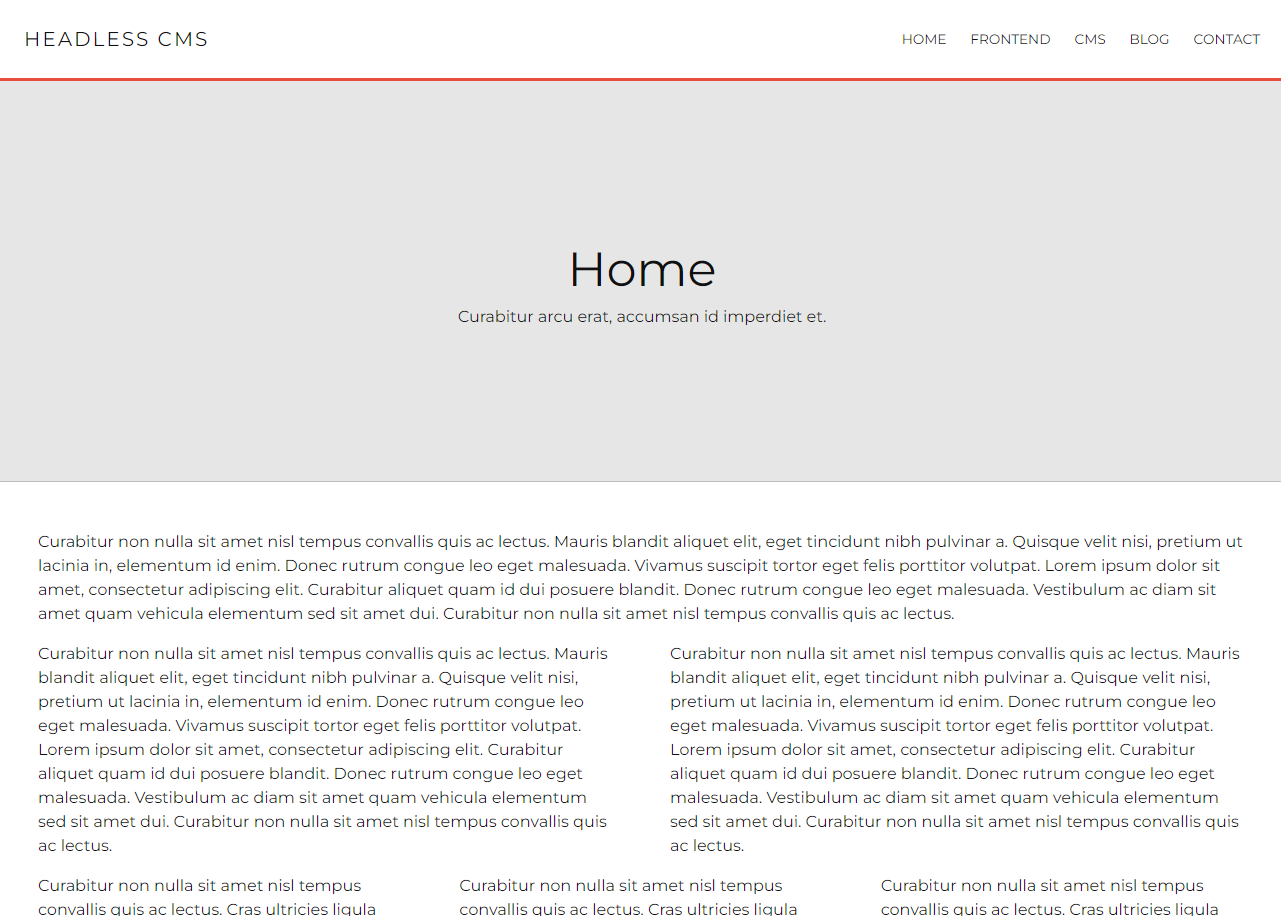 HEADLESS CMS
HOME FRONTEND CMS BLOG CONTACT
Home
Curabitur arcu erat, accumsan id imperdiet et.
Curabitur non nulla sit amet nisl tempus convallis quis ac lectus. Mauris blandit aliquet elit, eget tincidunt nibh pulvinar a. Quisque velit nisi, pretium ut
lacinia in, elementum id enim. Donec rutrum congue leo eget malesuada. Vivamus suscipit tortor eget felis porttitor volutpat. Lorem ipsum dolor sit
amet, consectetur adipiscing elit. Curabitur aliquet quam id dui posuere blandit. Donec rutrum congue leo eget malesuada. Vestibulum ac diam sit
amet quam vehicula elementum sed sit amet dui. Curabitur non nulla sit amet nisl tempus convallis quis ac lectus.
Curabitur non nulla sit amet nisl tempus convallis quis ac lectus. Mauris
blandit aliquet elit, eget tincidunt nibh pulvinar a. Quisque velit nisi,
pretium ut lacinia in, elementum id enim. Donec rutrum congue leo
eget malesuada. Vivamus suscipit tortor eget felis porttitor volutpat.
Lorem ipsum dolor sit amet, consectetur adipiscing elit. Curabitur
aliquet quam id dui posuere blandit. Donec rutrum congue leo eget
malesuada. Vestibulum ac diam sit amet quam vehicula elementum
sed sit amet dui. Curabitur non nulla sit amet nisl tempus convallis quis
ac lectus.
Curabitur non nulla sit amet nisl tempus convallis quis ac lectus. Mauris
blandit aliquet elit, eget tincidunt nibh pulvinar a. Quisque velit nisi,
pretium ut lacinia in, elementum id enim. Donec rutrum congue leo
eget malesuada. Vivamus suscipit tortor eget felis porttitor volutpat.
Lorem ipsum dolor sit amet, consectetur adipiscing elit. Curabitur
aliquet quam id dui posuere blandit. Donec rutrum congue leo eget
malesuada. Vestibulum ac diam sit amet quam vehicula elementum
sed sit amet dui. Curabitur non nulla sit amet nisl tempus convallis quis
ac lectus.
Curabitur non nulla sit amet nisl tempus
convallis quis ac lectus. Cras ultricies ligula
Curabitur non nulla sit amet nisl tempus
convallis quis ac lectus. Cras ultricies ligula
Curabitur non nulla sit amet nisl tempus
convallis quis ac lectus. Cras ultricies ligula